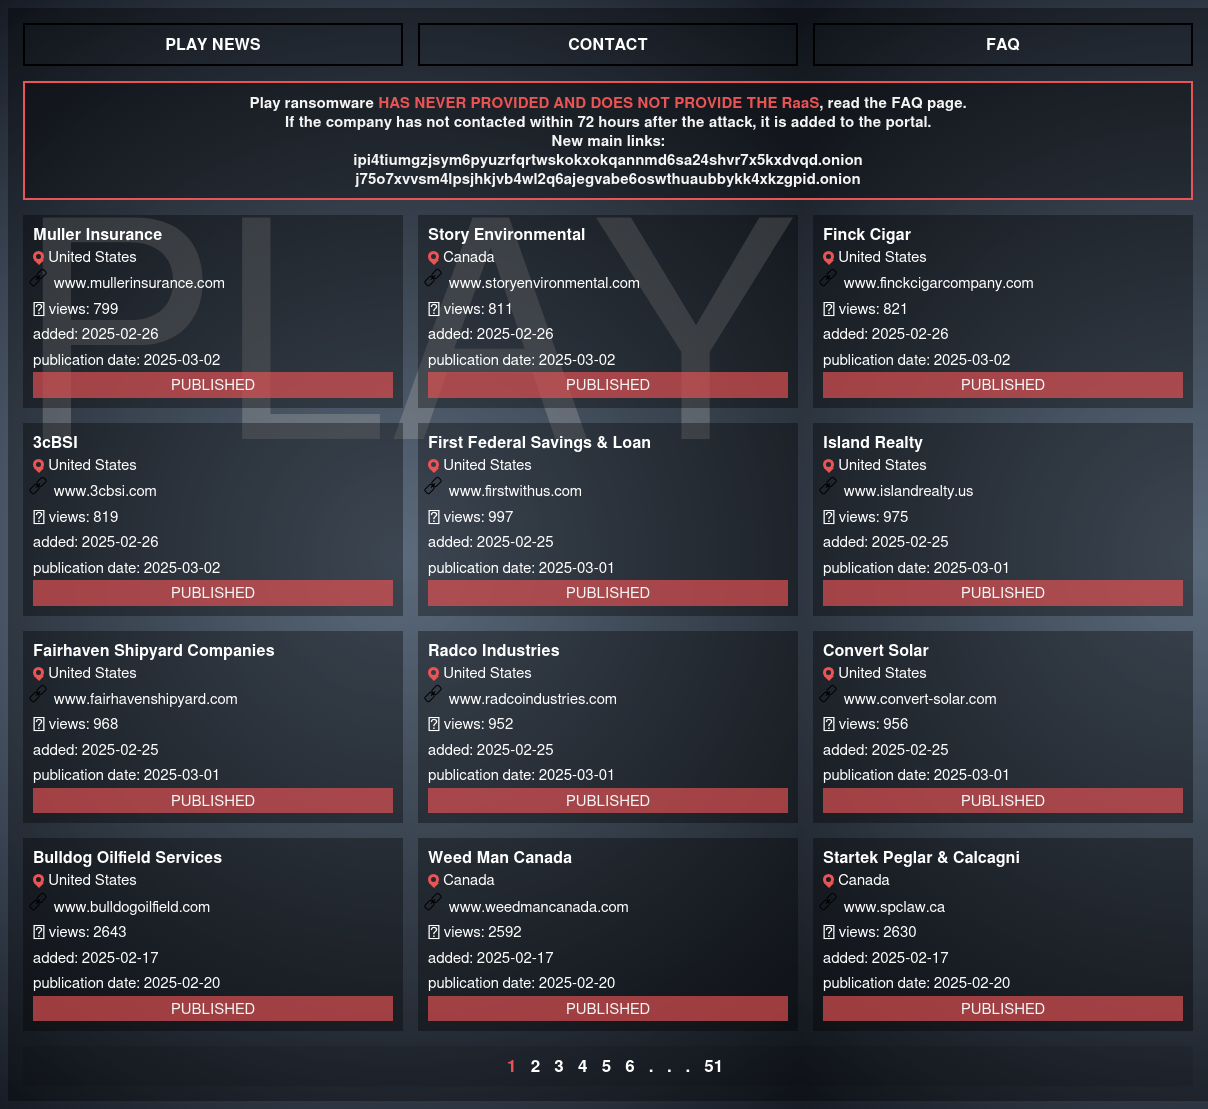 PLAY NEWS
CONTACT
FAQ
Play ransomware HAS NEVER PROVIDED AND DOES NOT PROVIDE THE RaaS, read the FAQ page.
If the company has not contacted within 72 hours after the attack, it is added to the portal.
New main links:
ipi4tiumgzjsym6pyuzrfqrtwskokxokqannmd6sa24shvr7x5kxdvqd.onion
j75o7xvvsm4lpsjhkjvb4wl2q6ajegvabe6oswthuaubbykk4xkzgpid.onion
PLAY
Muller Insurance
United States
www.mullerinsurance.com
views: 799
added: 2025-02-26
publication date: 2025-03-02
PUBLISHED
Story Environmental
Canada
www.storyenvironmental.com
views: 811
added: 2025-02-26
publication date: 2025-03-02
PUBLISHED
Finck Cigar
United States
www.finckcigarcompany.com
views: 821
added: 2025-02-26
publication date: 2025-03-02
PUBLISHED
3cBSI
United States
www.3cbsi.com
views: 819
added: 2025-02-26
publication date: 2025-03-02
PUBLISHED
First Federal Savings & Loan
United States
www.firstwithus.com
views: 997
added: 2025-02-25
publication date: 2025-03-01
PUBLISHED
Island Realty
United States
www.islandrealty.us
views: 975
added: 2025-02-25
publication date: 2025-03-01
PUBLISHED
Fairhaven Shipyard Companies
United States
www.fairhavenshipyard.com
views: 968
added: 2025-02-25
publication date: 2025-03-01
PUBLISHED
Radco Industries
United States
www.radcoindustries.com
views: 952
added: 2025-02-25
publication date: 2025-03-01
PUBLISHED
Convert Solar
United States
www.convert-solar.com
views: 956
added: 2025-02-25
publication date: 2025-03-01
PUBLISHED
Bulldog Oilfield Services
United States
www.bulldogoilfield.com
views: 2643
added: 2025-02-17
publication date: 2025-02-20
PUBLISHED
Weed Man Canada
Canada
www.weedmancanada.com
views: 2592
added: 2025-02-17
publication date: 2025-02-20
PUBLISHED
Startek Peglar & Calcagni
Canada
www.spclaw.ca
views: 2630
added: 2025-02-17
publication date: 2025-02-20
PUBLISHED
1 2 3 4 5 6 . . . 51